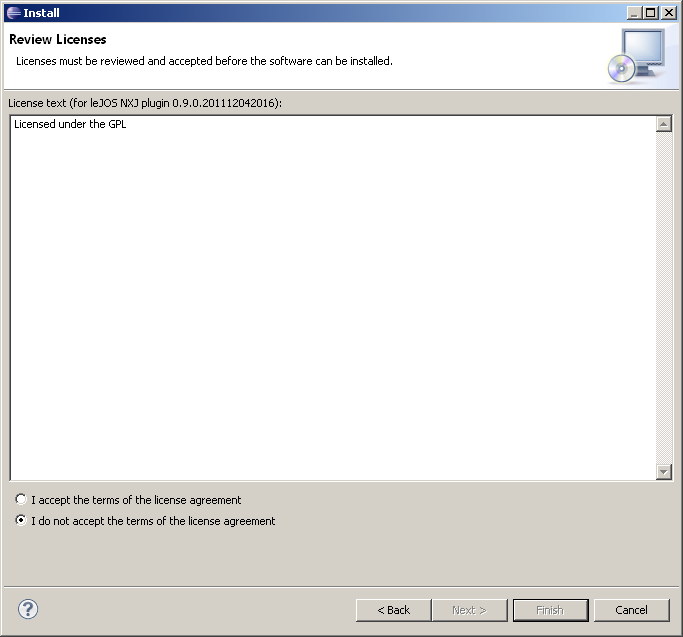 Install
Review Licenses
Licenses must be reviewed and accepted before the software can be installed.
License text (for leJOS NXJ plugin 0.9.0.201112042016):
Licensed under the GPL
I accept the terms of the license agreement
I do not accept the terms of the license agreement
? < Back Next > Finish Cancel